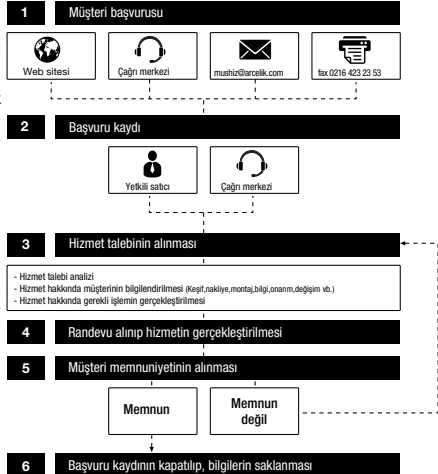 1 Müşteri başvurusu
Web sitesi
Çağrı merkezi
mushiz@arcelik.com
fax 0216 423 23 53
2 Başvuru kaydı
Yetkili satıcı
Çağrı merkezi
3 Hizmet talebinin alınması
- Hizmet talebi analizi
- Hizmet hakkında müşterinin bilgilendirilmesi (Keşif,nakliye,montaj,bilgi,onarım,değişim vb.)
- Hizmet hakkında gerekli işlemin gerçekleştirilmesi
4 Randevu alınıp hizmetin gerçekleştirilmesi
5 Müşteri memnuniyetinin alınması
Memnun
Memnun
değil
6 Başvuru kaydının kapatılıp, bilgilerin saklanması